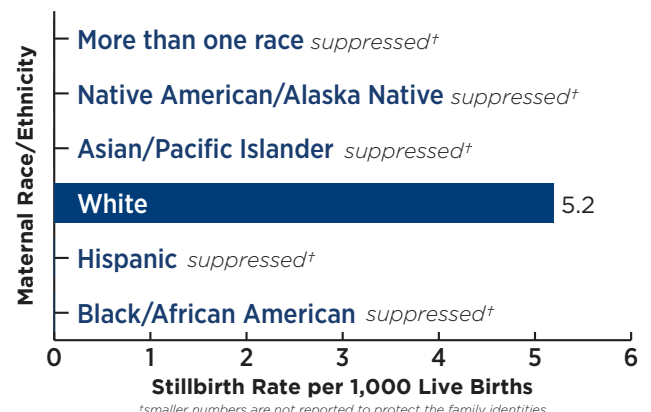 Maternal Race/Ethnicity
More than one race suppressed†
Native American/Alaska Native suppressed†
Asian/Pacific Islander suppressed†
White 5.2
Hispanic suppressed†
Black/African American suppressed†
0 1 2 3 4 5 6
Stillbirth Rate per 1,000 Live Births
†smaller numbers are not reported to protect the family identities